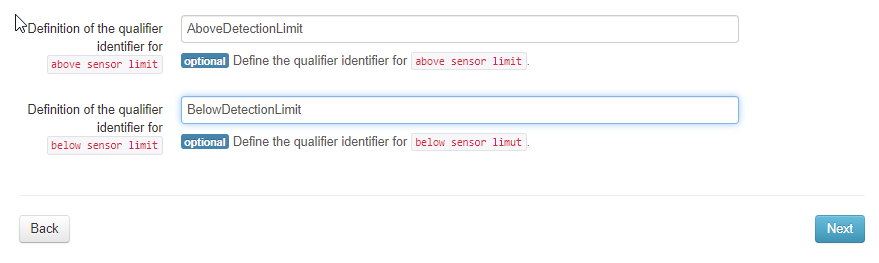 Definition of the qualifier
identifier for
above sensor limit
AboveDetectionLimit
optional Define the qualifier identifier for above sensor limit.
Definition of the qualifier
identifier for
below sensor limit
BelowDetectionLimit
optional Define the qualifier identifier for below sensor limut.
Back
Next